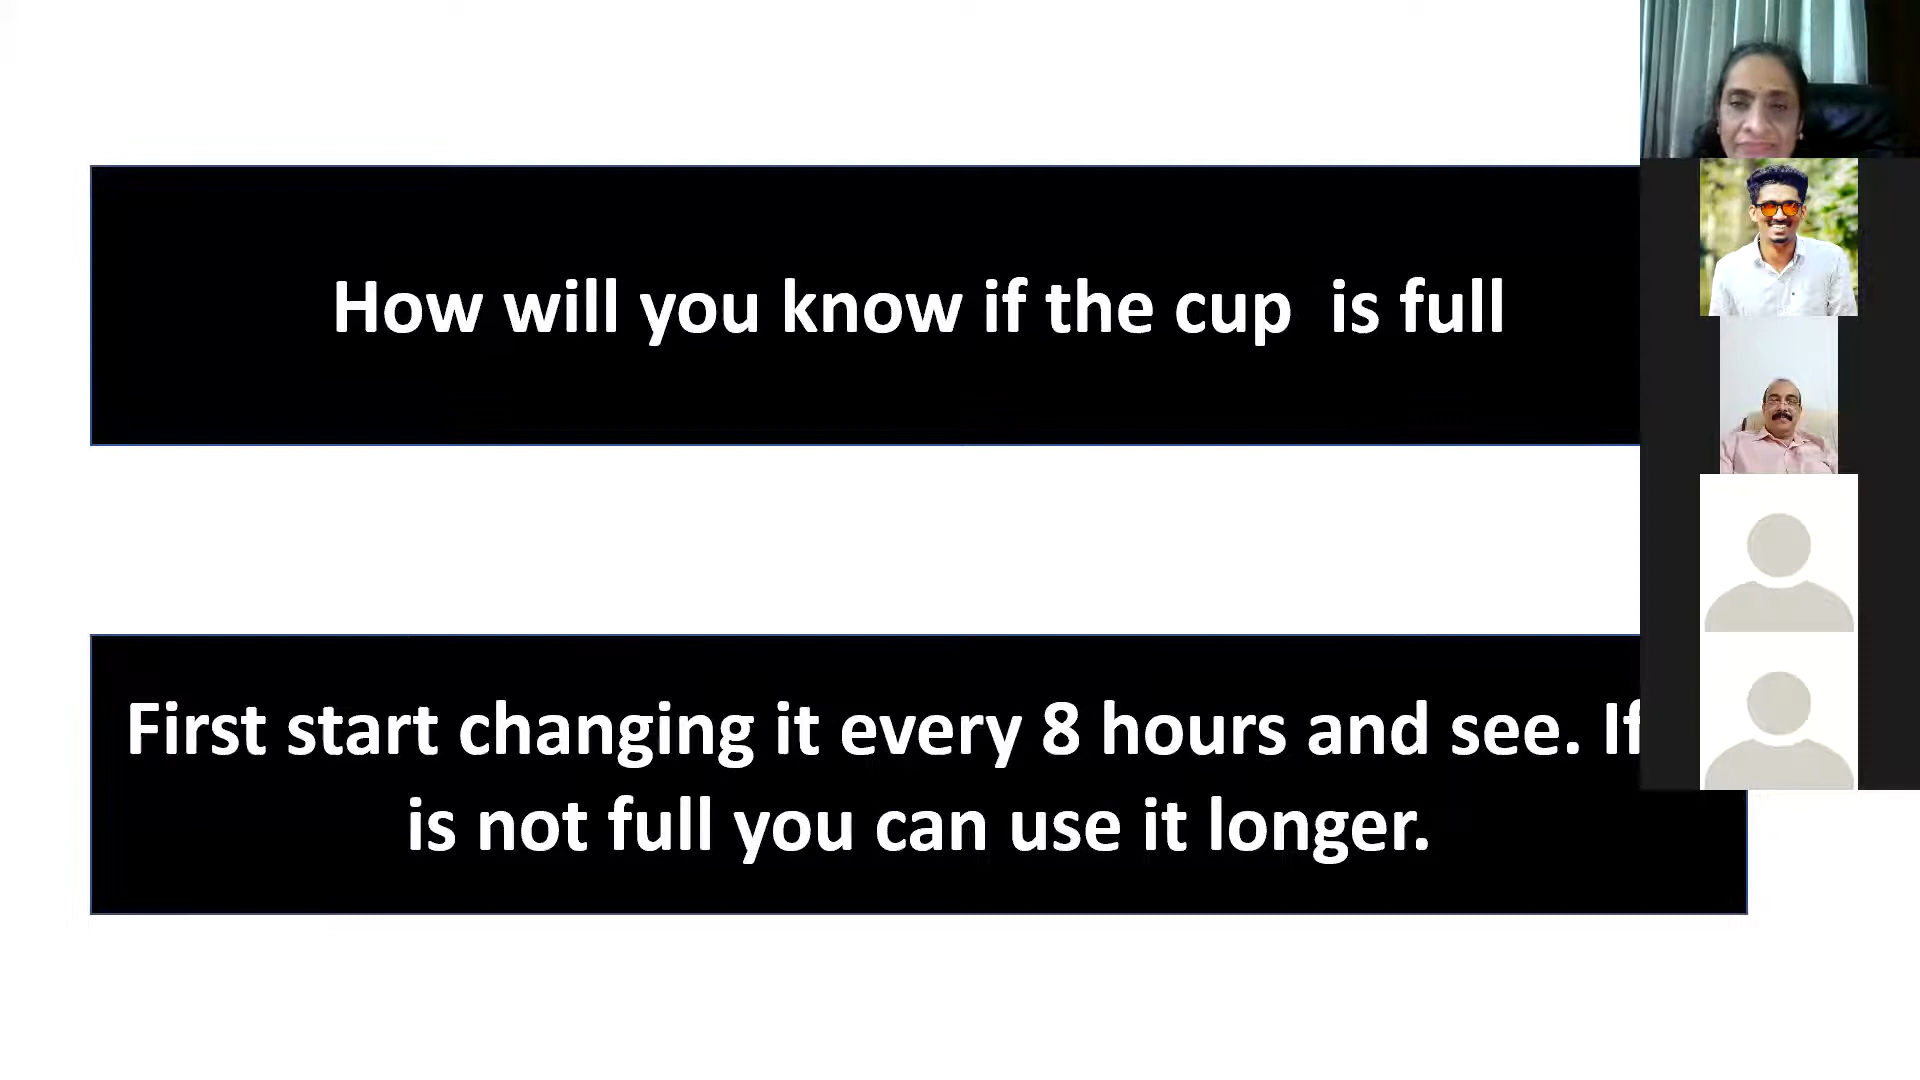 How will you know if the cup is full
First start changing it every 8 hours and see. If
is not full you can use it longer.